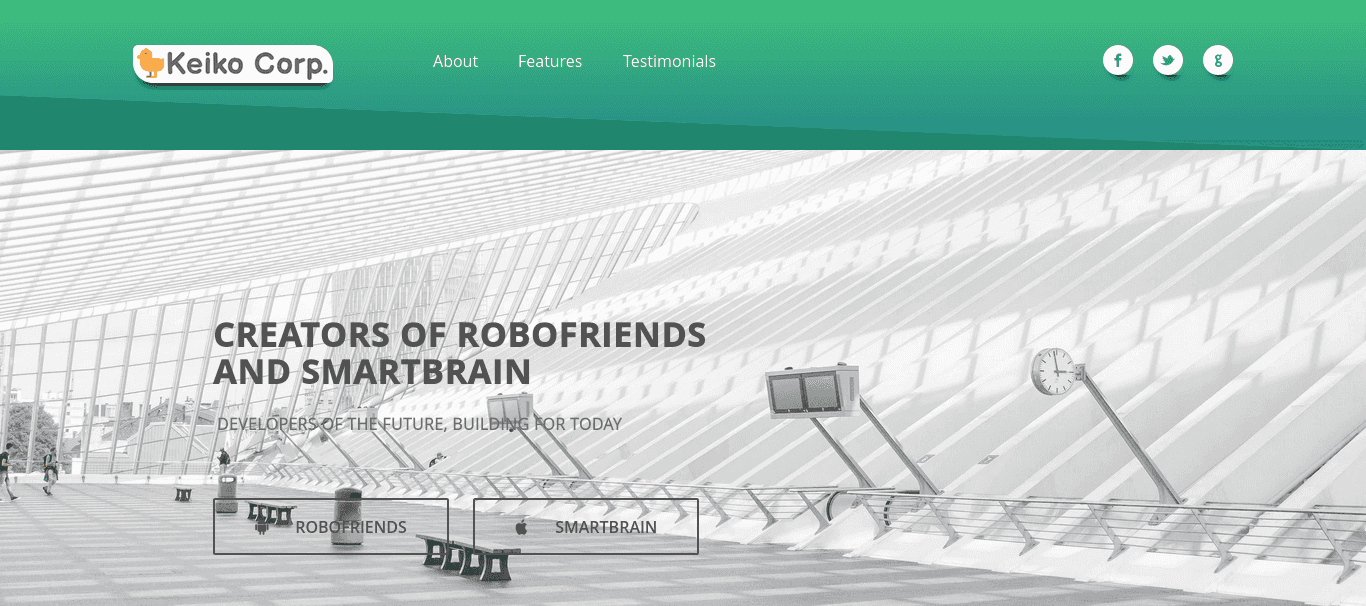 Keiko Corp.
About
Features
Testimonials
f
g
CREATORS OF ROBOFRIENDS
AND SMARTBRAIN
DEVELOPERS OF THE FUTURE, BUILDING FOR TODAY
ROBOFRIENDS
SMARTBRAIN